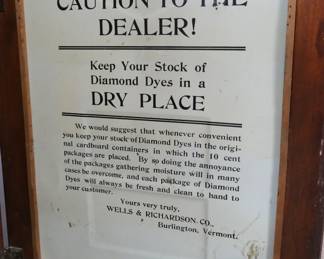 CAUTION TO THE
DEALER!
Keep Your Stock of
Diamond Dyes in a
DRY PLACE
We would suggest that whenever convenient
you keep your stock of Diamond Dyes in the origin-
al cardboard containers in which the 10 cent
packages are placed. By so doing the annoyance
of the packages gathering moisture will in many
cases be overcome, and each package of Diamond
Dyes will always be fresh and clean to hand to
your customer.
Yours very truly,
WELLS & RICHARDSON CO.,
Burlington, Vermont.